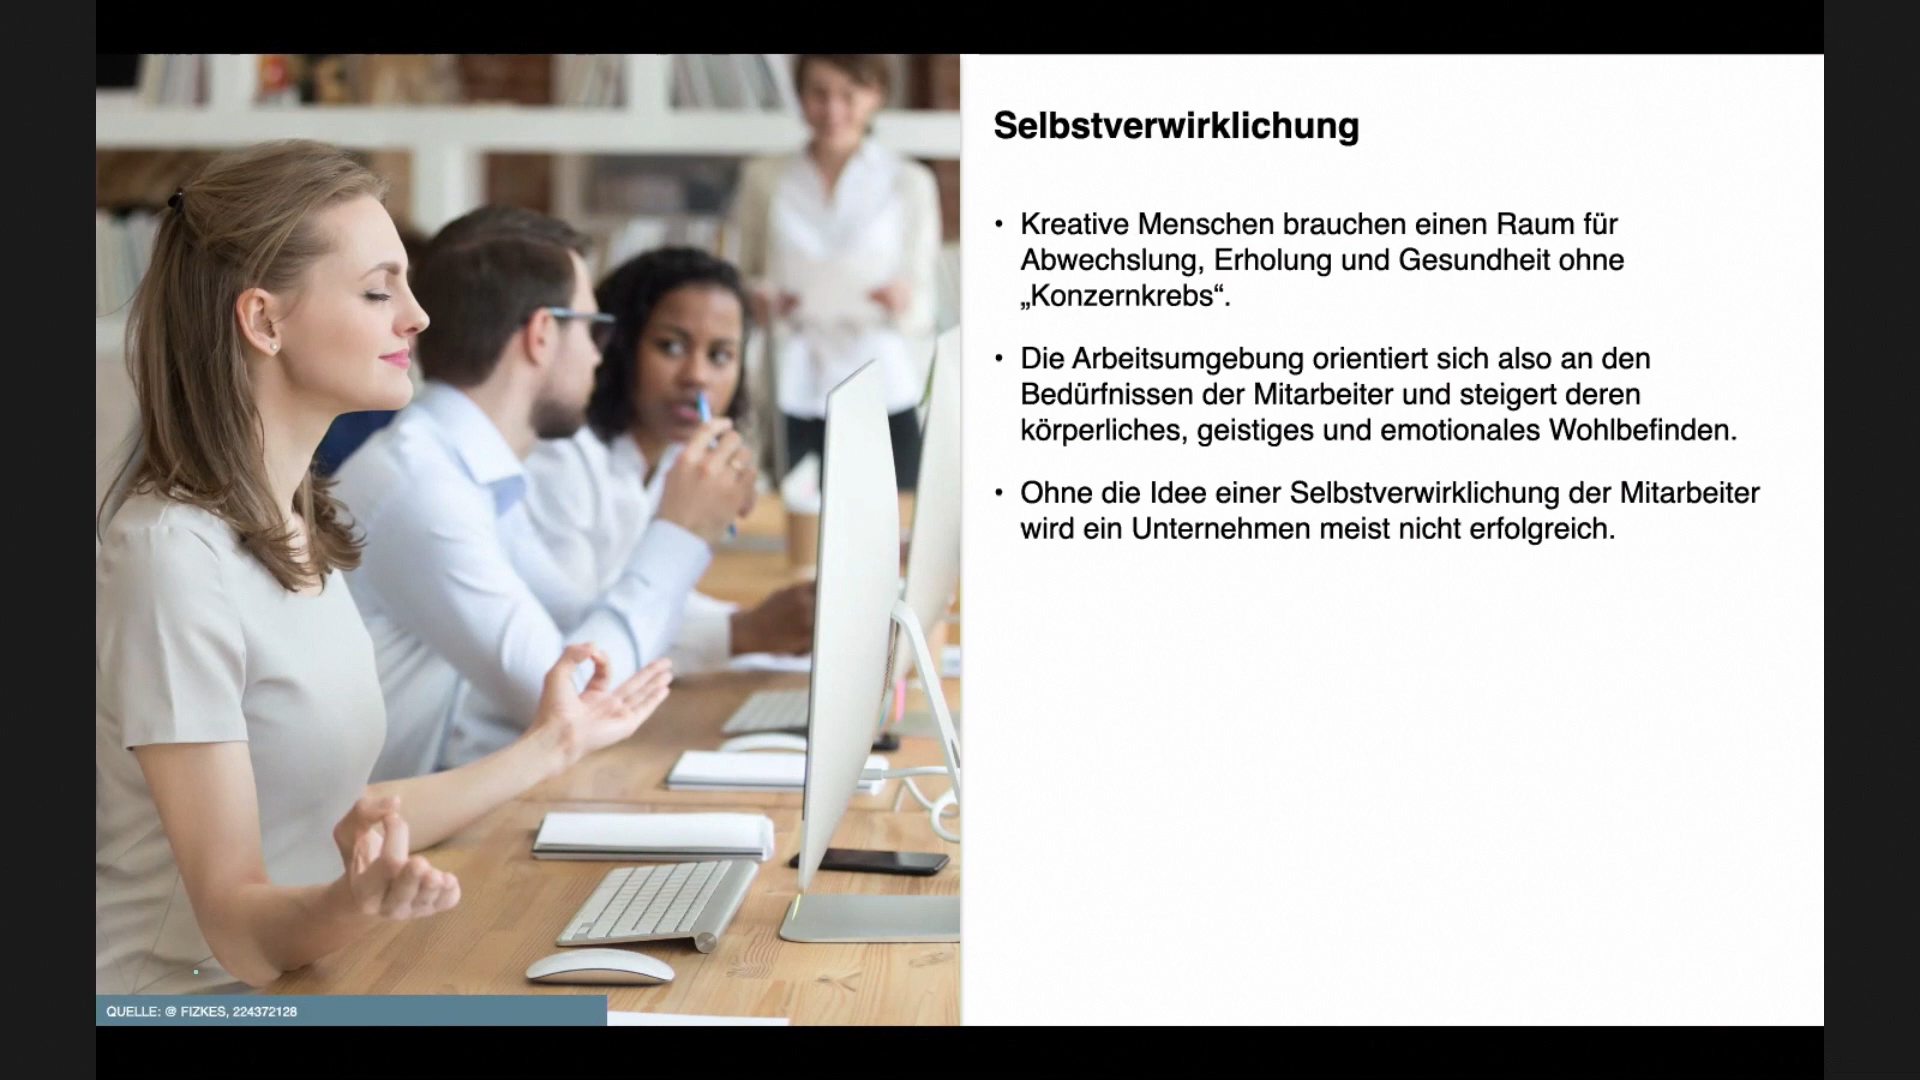 Selbstverwirklichung
• Kreative Menschen brauchen einen Raum für
Abwechslung, Erholung und Gesundheit ohne
„Konzernkrebs“.
• Die Arbeitsumgebung orientiert sich also an den
Bedürfnissen der Mitarbeiter und steigert deren
körperliches, geistiges und emotionales Wohlbefinden.
• Ohne die Idee einer Selbstverwirklichung der Mitarbeiter
wird ein Unternehmen meist nicht erfolgreich.
QUELLE: @ FIZKES, 224372128